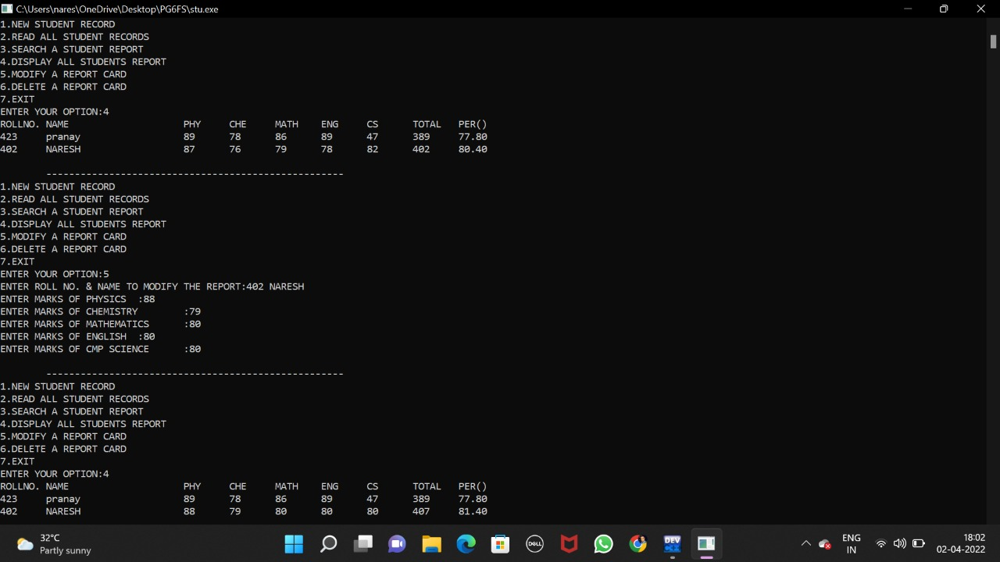 C:\Users\nares\OneDrive\Desktop\PG6FS\stu.exe
1.NEW STUDENT RECORD
2.READ ALL STUDENT RECORDS
3.SEARCH A STUDENT REPORT
4.DISPLAY ALL STUDENTS REPORT
5.MODIFY A REPORT CARD
6.DELETE A REPORT CARD
7.EXIT
ENTER YOUR OPTION:4
ROLLNO. NAME PHY CHE MATH ENG CS TOTAL PER()
423 pranay 89 78 86 89 47 389 77.80
402 NARESH 87 76 79 78 82 402 80.40
----------------------------------------------------
1.NEW STUDENT RECORD
2.READ ALL STUDENT RECORDS
3.SEARCH A STUDENT REPORT
4.DISPLAY ALL STUDENTS REPORT
5.MODIFY A REPORT CARD
6.DELETE A REPORT CARD
7.EXIT
ENTER YOUR OPTION:5
ENTER ROLL NO. & NAME TO MODIFY THE REPORT:402 NARESH
ENTER MARKS OF PHYSICS :88
ENTER MARKS OF CHEMISTRY :79
ENTER MARKS OF MATHEMATICS :80
ENTER MARKS OF ENGLISH :80
ENTER MARKS OF CMP SCIENCE :80
----------------------------------------------------
1.NEW STUDENT RECORD
2.READ ALL STUDENT RECORDS
3.SEARCH A STUDENT REPORT
4.DISPLAY ALL STUDENTS REPORT
5.MODIFY A REPORT CARD
6.DELETE A REPORT CARD
7.EXIT
ENTER YOUR OPTION:4
ROLLNO. NAME PHY CHE MATH ENG CS TOTAL PER()
423 pranay 89 78 86 89 47 389 77.80
402 NARESH 88 79 80 80 80 407 81.40
32°C
Partly sunny
DELL
DEV
C++
ENG
IN
18:02
02-04-2022